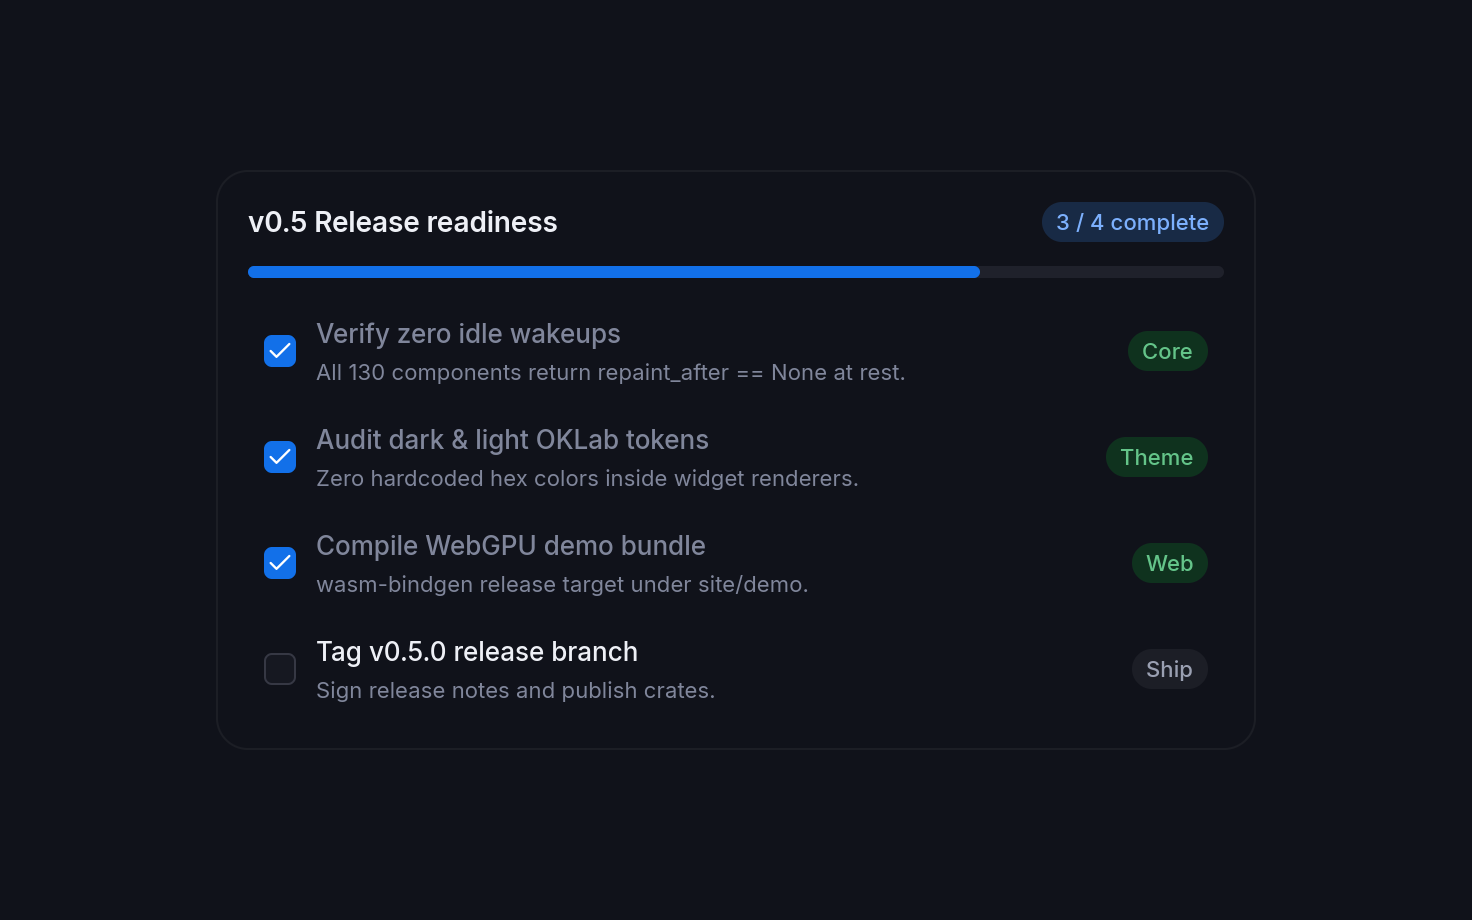 v0.5 Release readiness
3 / 4 complete
Verify zero idle wakeups
All 130 components return repaint_after == None at rest.
Core
Audit dark & light OKLab tokens
Zero hardcoded hex colors inside widget renderers.
Theme
Compile WebGPU demo bundle
wasm-bindgen release target under site/demo.
Web
Tag v0.5.0 release branch
Sign release notes and publish crates.
Ship